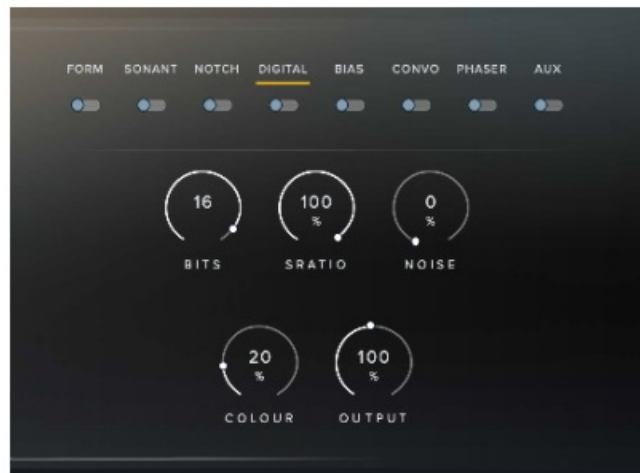 FORM SONANT NOTCH DIGITAL BIAS CONVO PHASER AUX
16 100 % 0 %
BITS SRATIO NOISE
20 % 100 %
COLOUR OUTPUT